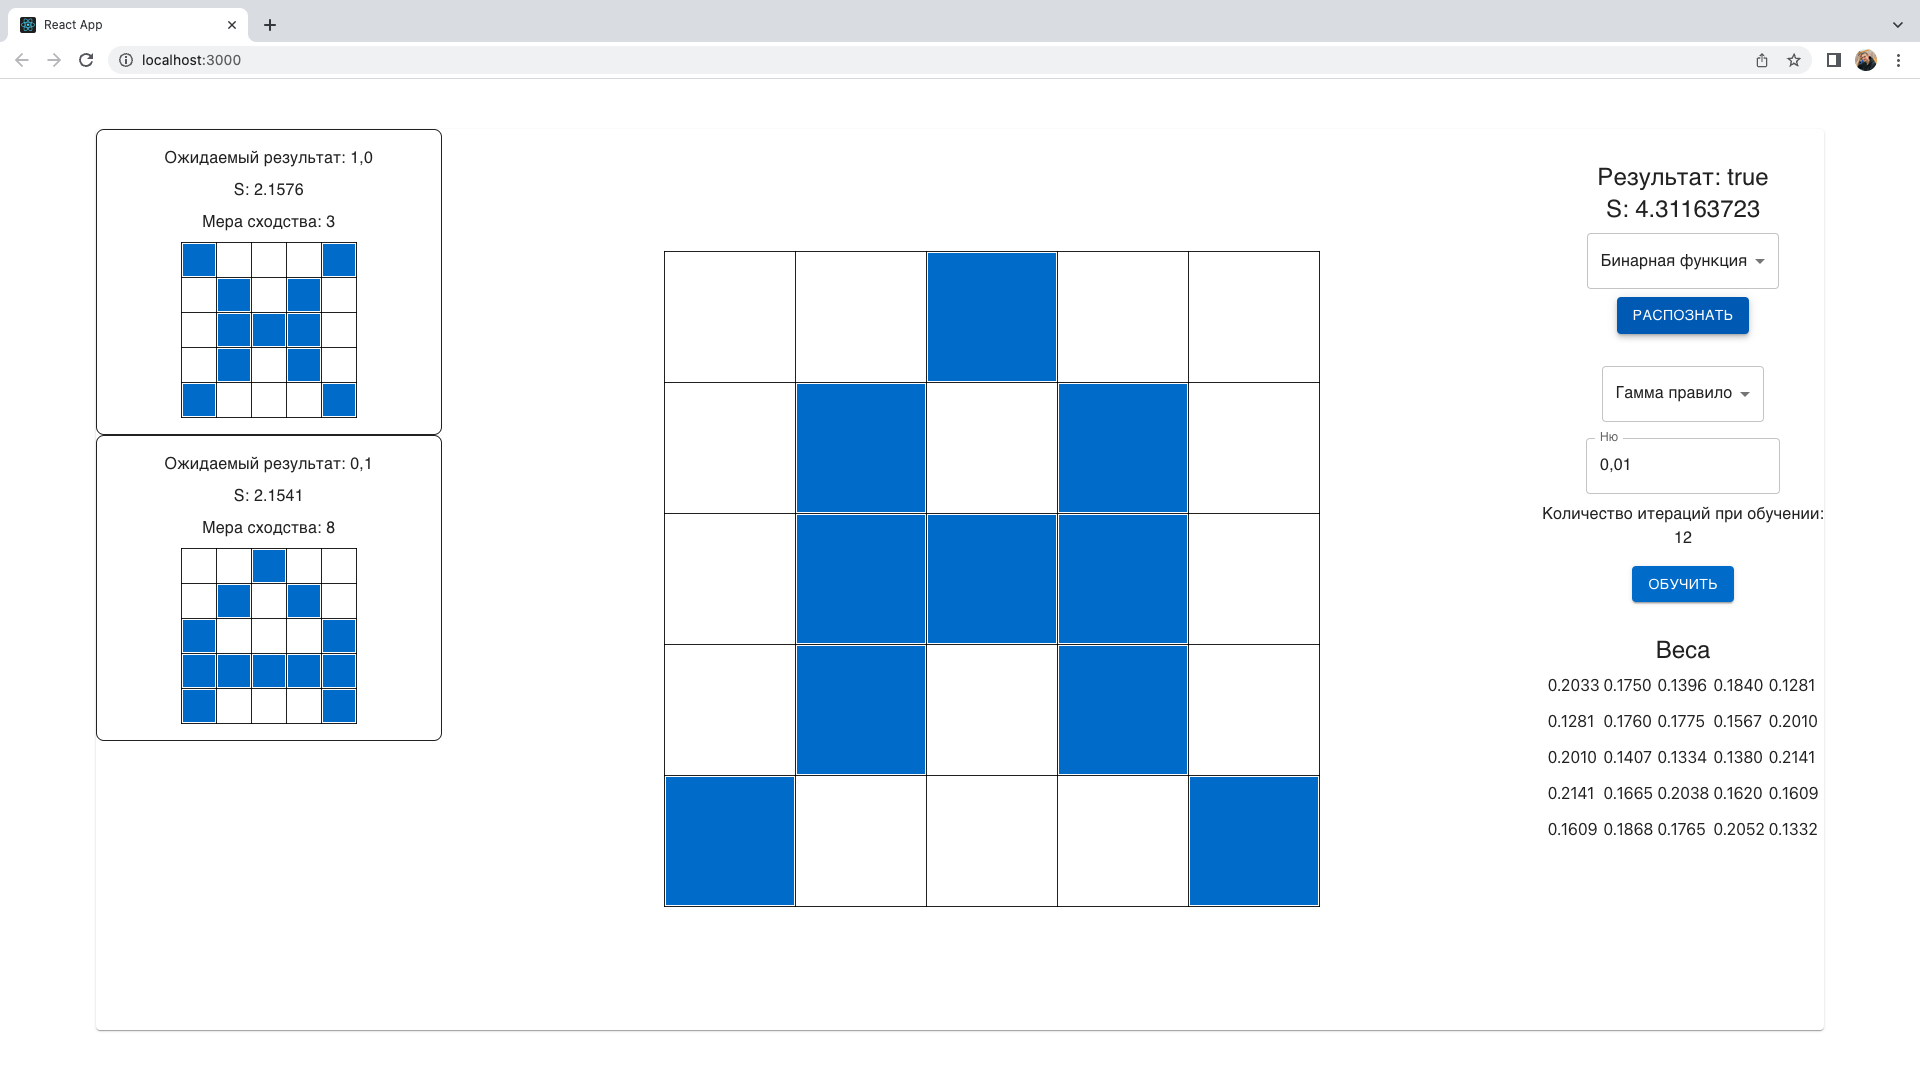 React App
localhost:3000
Ожидаемый результат: 1,0
S: 2.1576
Мера сходства: 3
Ожидаемый результат: 0,1
S: 2.1541
Мера сходства: 8
Результат: true
S: 4.31163723
Бинарная функция
РАСПОЗНАТЬ
Гамма правило
Ню
0,01
Количество итераций при обучении:
12
ОБУЧИТЬ
Веса
0.2033 0.1750 0.1396 0.1840 0.1281
0.1281 0.1760 0.1775 0.1567 0.2010
0.2010 0.1407 0.1334 0.1380 0.2141
0.2141 0.1665 0.2038 0.1620 0.1609
0.1609 0.1868 0.1765 0.2052 0.1332